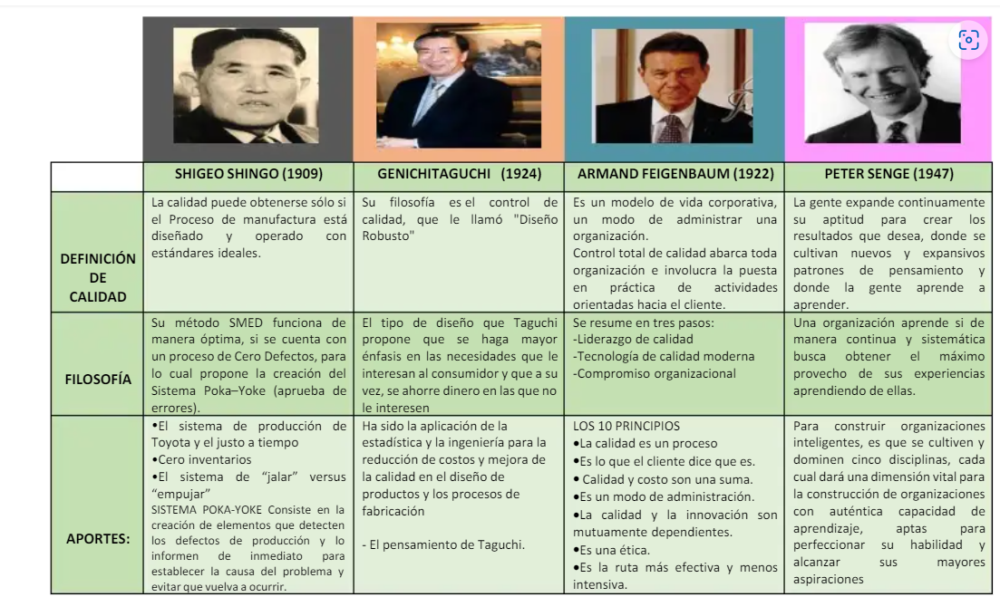 SHIGEO SHINGO (1909)
GENICHITAGUCHI (1924)
ARMAND FEIGENBAUM (1922)
PETER SENGE (1947)
DEFINICIÓN
DE
CALIDAD
La calidad puede obtenerse sólo si
el Proceso de manufactura está
diseñado y operado con
estándares ideales.
Su filosofía es el control de
calidad, que le llamó "Diseño
Robusto"
Es un modelo de vida corporativa,
un modo de administrar una
organización.
Control total de calidad abarca toda
organización e involucra la puesta
en práctica de actividades
orientadas hacia el cliente.
La gente expande continuamente
su aptitud para crear los
resultados que desea, donde se
cultivan nuevos y expansivos
patrones de pensamiento y
donde la gente aprende a
aprender.
FILOSOFÍA
Su método SMED funciona de
manera óptima, si se cuenta con
un proceso de Cero Defectos, para
lo cual propone la creación del
Sistema Poka–Yoke (aprueba de
errores).
El tipo de diseño que Taguchi
propone que se haga mayor
énfasis en las necesidades que le
interesan al consumidor y que a su
vez, se ahorre dinero en las que no
le interesen
Se resume en tres pasos:
-Liderazgo de calidad
-Tecnología de calidad moderna
-Compromiso organizacional
Una organización aprende si de
manera continua y sistemática
busca obtener el máximo
provecho de sus experiencias
aprendiendo de ellas.
APORTES:
•El sistema de producción de
Toyota y el justo a tiempo
•Cero inventarios
•El sistema de “jalar” versus
“empujar”
SISTEMA POKA-YOKE Consiste en la
creación de elementos que detecten
los defectos de producción y lo
informen de inmediato para
establecer la causa del problema y
evitar que vuelva a ocurrir.
Ha sido la aplicación de la
estadística y la ingeniería para la
reducción de costos y mejora de
la calidad en el diseño de
productos y los procesos de
fabricación
- El pensamiento de Taguchi.
LOS 10 PRINCIPIOS
•La calidad es un proceso
•Es lo que el cliente dice que es.
• Calidad y costo son una suma.
•Es un modo de administración.
•La calidad y la innovación son
mutuamente dependientes.
•Es una ética.
•Es la ruta más efectiva y menos
intensiva.
Para construir organizaciones
inteligentes, es que se cultiven y
dominen cinco disciplinas, cada
cual dará una dimensión vital para
la construcción de organizaciones
con auténtica capacidad de
aprendizaje, aptas para
perfeccionar su habilidad y
alcanzar sus mayores
aspiraciones